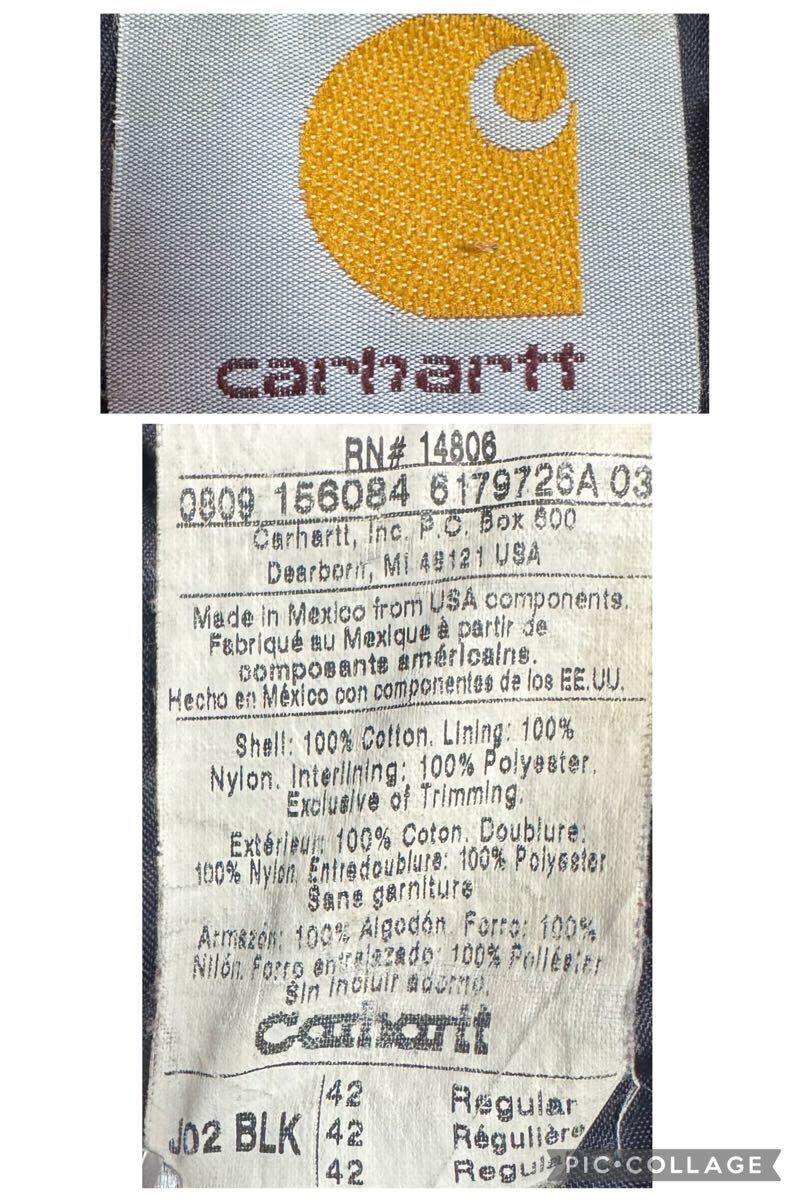 carhartt
RN# 14806
0809 156084 6179726A 03
Carhartt, Inc. P.O. Box 600
Dearborn, MI 48121 USA
Made in Mexico from USA components.
Fabriqué au Mexique à partir de
composants américains.
Hecho en México con componentes de los EE.UU.
Shell: 100% Cotton. Lining: 100%
Nylon. Interlining: 100% Polyester.
Exclusive of Trimming.
Extérieur: 100% Coton. Doublure.
100% Nylon. Entredoublure: 100% Polyester
Sans garniture
Armazón: 100% Algodón. Forro: 100%
Nilón. Forro entrelazado: 100% Poliéster
Sin incluir adorno.
Carhartt
J02 BLK
42 Regular
42 Régulière
42
PIC•COLLAGE